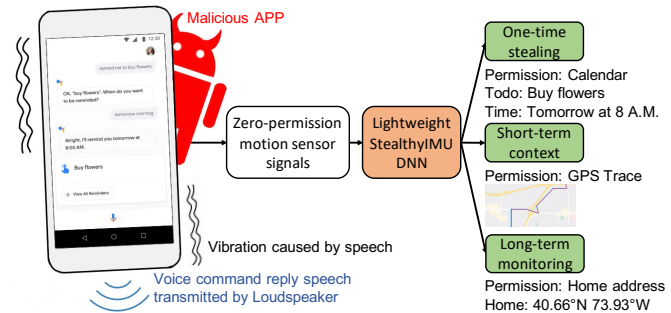 Malicious APP
12:30
remind me to buy flowers
OK, "buy flowers". When do you want
to be reminded?
tomorrow morning
Alright, I'll remind you tomorrow at
8:00 AM.
Buy flowers
View All Reminders
Zero-permission
motion sensor
signals
Lightweight
StealthyIMU
DNN
One-time
stealing
Permission: Calendar
Todo: Buy flowers
Time: Tomorrow at 8 A.M.
Short-term
context
Permission: GPS Trace
Long-term
monitoring
Permission: Home address
Home: 40.66°N 73.93°W
Vibration caused by speech
Voice command reply speech
transmitted by Loudspeaker